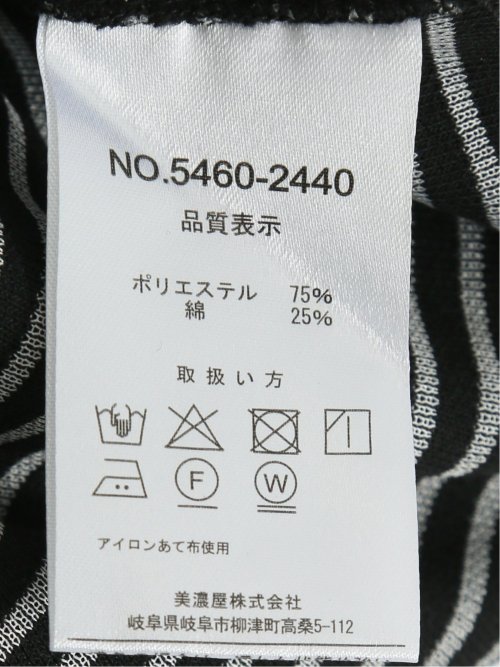 NO.5460-2440
品質表示
ポリエステル 75%
綿 25%
取扱い方
F W
アイロンあて布使用
美濃屋株式会社
岐阜県岐阜市柳津町高桑5-112